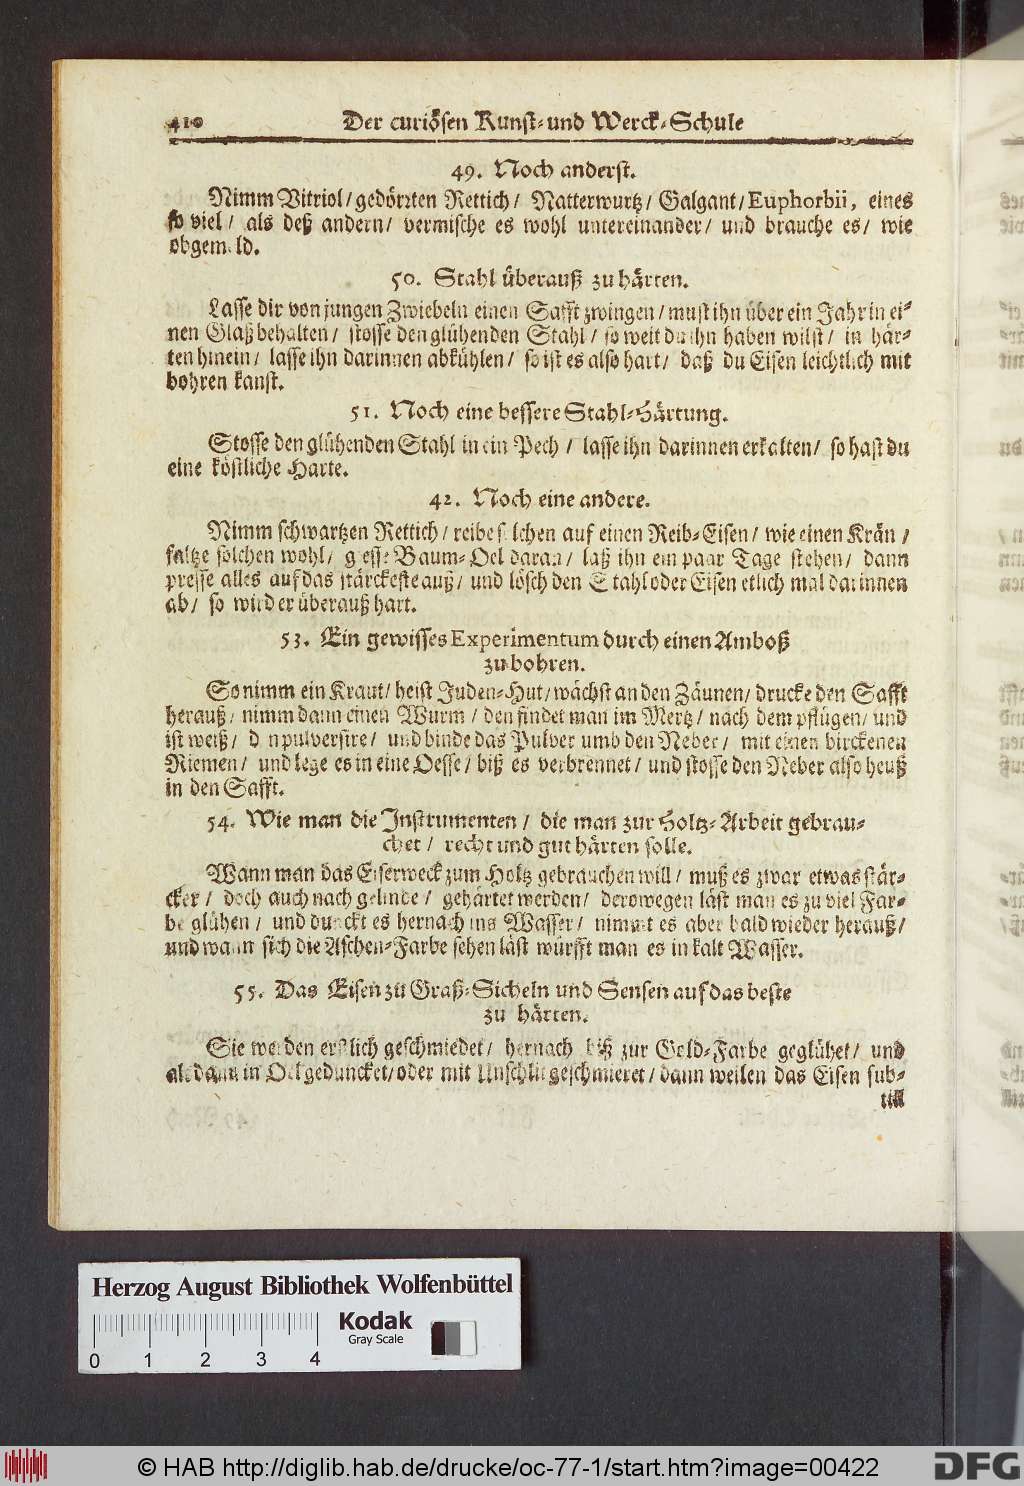 410 Der curiösen Kunst-und Werck-Schule
49. Noch anderst.
Nimm Vitriol/ gedörrten Rettich/ Natterwurtz/ Galgant/ Euphorbii, eines
so viel/ als deß andern/ vermische es wohl untereinander/ und brauche es/ wie
obgemeld.
50. Stahl überauß zu härten.
Lasse dir von jungen Zwiebeln einen Safft zwingen/ must ihn über ein Jahr in ei-
nen Glaß behalten/ stosse den glühenden Stahl/ so weit du ihn haben wilst/ in här-
ten hinein/ lasse ihn darinnen abkühlen/ so ist es also hart/ daß du Eisen leichtlich mit
bohren kanst.
51. Noch eine bessere Stahl-Härtung.
Stosse den glühenden Stahl in ein Pech/ lasse ihn darinnen erkalten/ so hast du
eine köstliche Harte.
42. Noch eine andere.
Nimm schwartzen Rettich/ reibe solchen auf einen Reib-Eisen/ wie einen Krän/
saltze solchen wohl/ giesse Baum-Oel daran/ laß ihn ein paar Tage stehen/ dann
presse alles auf das stärckeste auß/ und lösch den Stahl oder Eisen etlich mal darinnen
ab/ so wird er überauß hart.
53. Ein gewisses Experimentum durch einen Amboß
zu bohren.
So nimm ein Kraut/ heist Juden-Hut/ wächst an den Zäunen/ drucke den Safft
herauß/ nimm dann einen Wurm/ den findet man im Mertz/ nach dem pflügen/ und
ist weiß/ den pulversire/ und binde das Pulver umb den Neber/ mit einen birckenen
Riemen/ und lege es in eine Oesse/ biß es verbrennet/ und stosse den Neber also heuß
in den Safft.
54. Wie man die Instrumenten/ die man zur Holtz-Arbeit gebrau-
chet/ recht und gut härten solle.
Wann man das Eiserweck zum Holtz gebrauchen will/ muß es zwar etwas stär-
cker/ doch auch nach gelinde/ gehärtet werden/ derowegen läst man es zu viel Far-
be glühen/ und dunckt es hernach ins Wasser/ nimmt es aber bald wieder herauß/
und wann sich die Aschen-Farbe sehen läst würfft man es in kalt Wasser.
55. Das Eisen zu Graß-Sicheln und Sensen auf das beste
zu härten.
Sie werden erstlich geschmiedet/ hernach biß zur Gold-Farbe geglühet/ und
alsdann in Oel geduncket/ oder mit Unschlit geschmieret/ dann weilen das Eisen sub-
till
Herzog August Bibliothek Wolfenbüttel
Kodak
Gray Scale
0 1 2 3 4
© HAB http://diglib.hab.de/drucke/oc-77-1/start.htm?image=00422
DFG